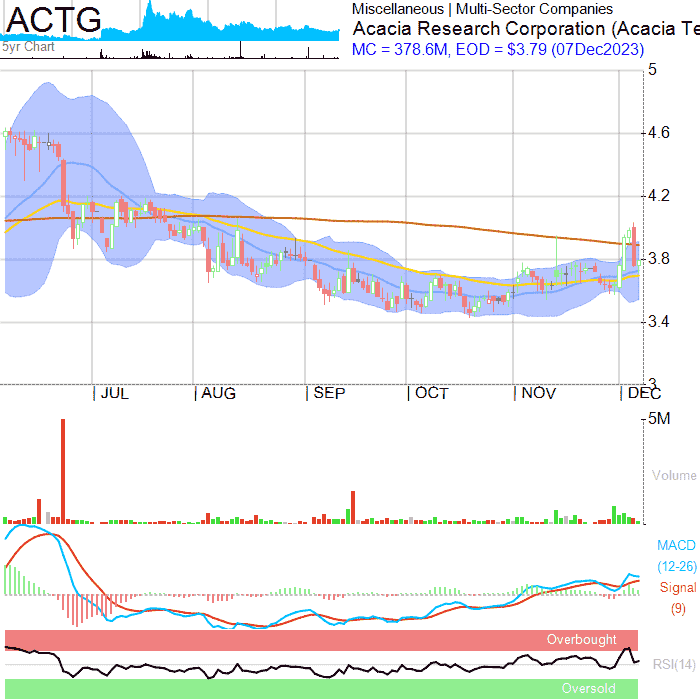 ACTG
5yr Chart
Miscellaneous | Multi-Sector Companies
Acacia Research Corporation (Acacia Te
MC = 378.6M, EOD = $3.79 (07Dec2023)
5
4.6
4.2
3.8
3.4
3
JUL AUG SEP OCT NOV DEC
5M
Volume
MACD
(12-26)
Signal
(9)
Overbought
RSI(14)
Oversold